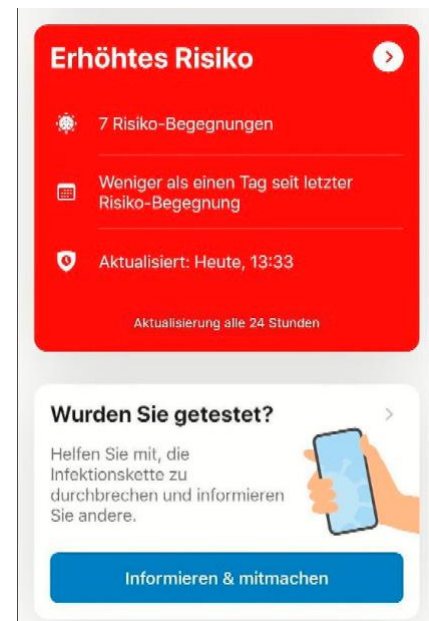 Erhöhtes Risiko
7 Risiko-Begegnungen
Weniger als einen Tag seit letzter
Risiko-Begegnung
Aktualisiert: Heute, 13:33
Aktualisierung alle 24 Stunden
Wurden Sie getestet?
Helfen Sie mit, die
Infektionskette zu
durchbrechen und informieren
Sie andere.
Informieren & mitmachen